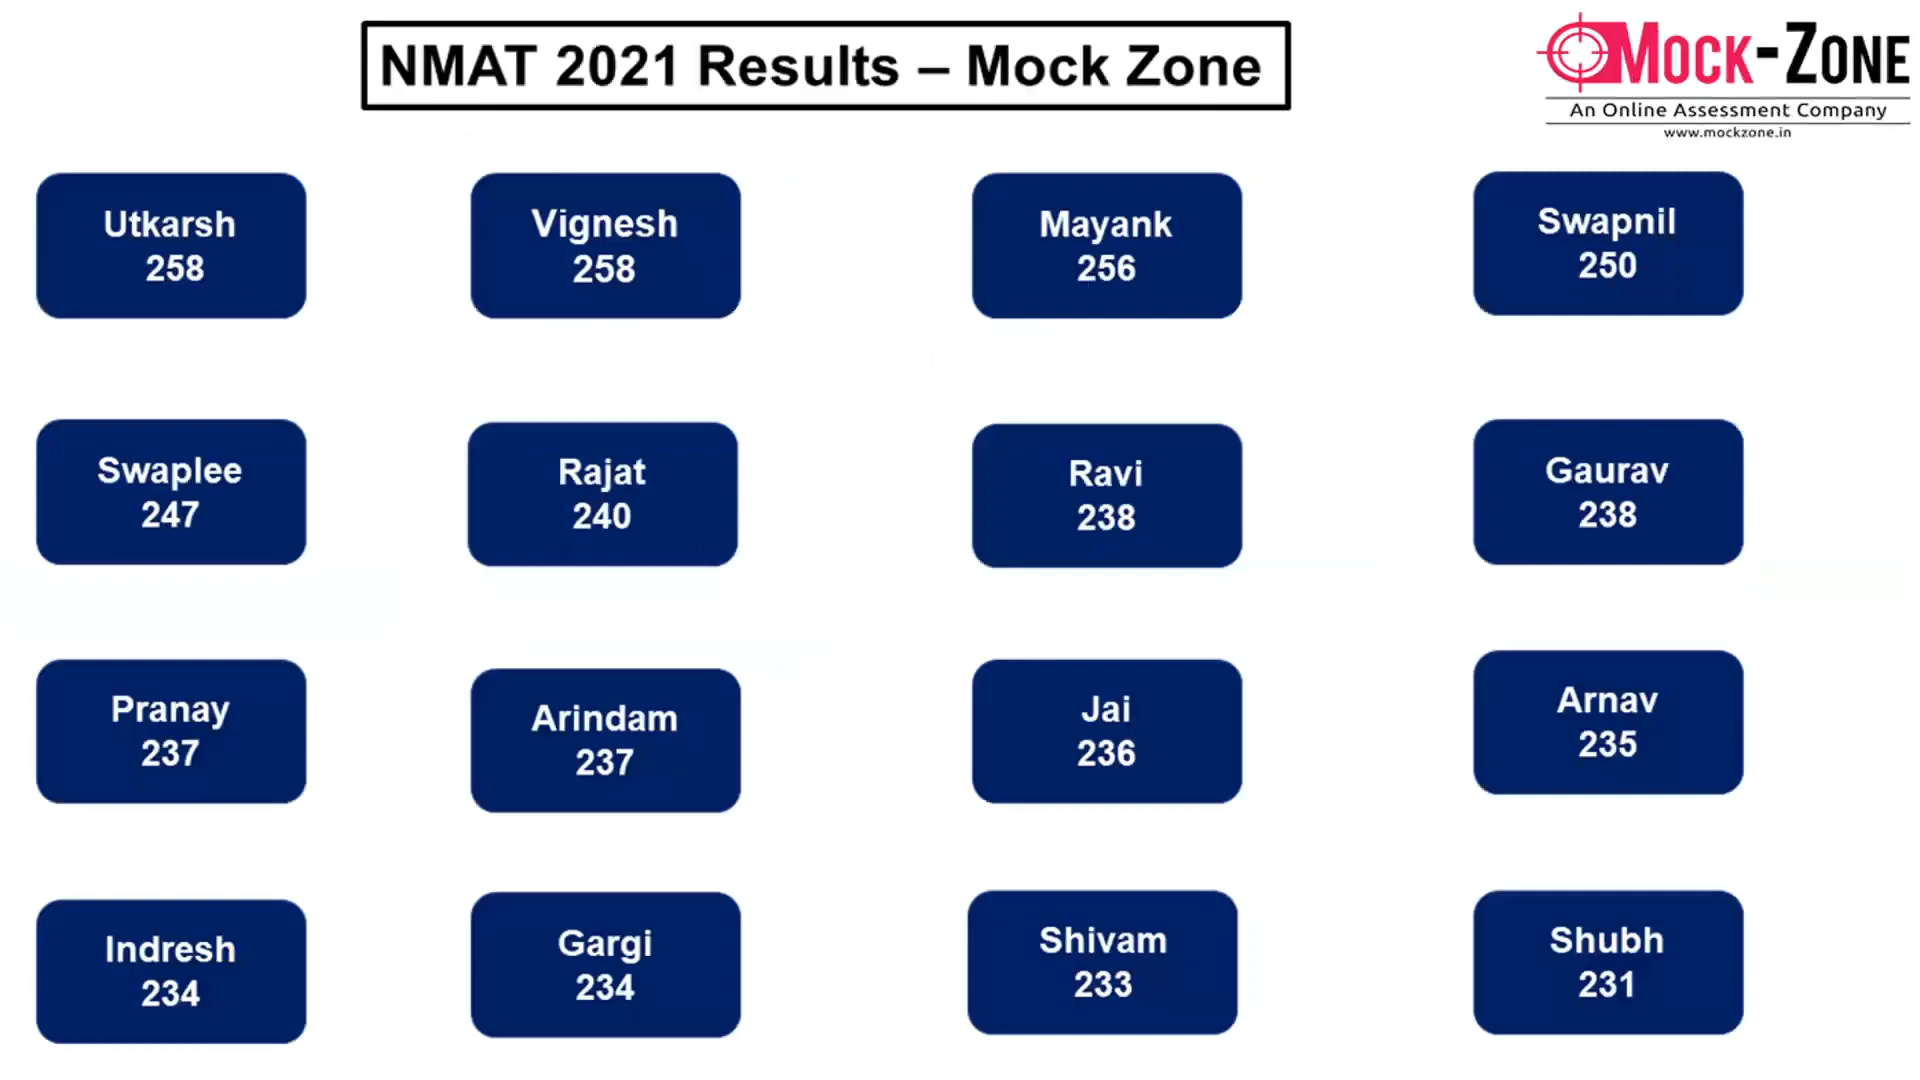 NMAT 2021 Results – Mock Zone
MOCK-ZONE
An Online Assessment Company
www.mockzone.in
Utkarsh
258
Vignesh
258
Mayank
256
Swapnil
250
Swaplee
247
Rajat
240
Ravi
238
Gaurav
238
Pranay
237
Arindam
237
Jai
236
Arnav
235
Indresh
234
Gargi
234
Shivam
233
Shubh
231